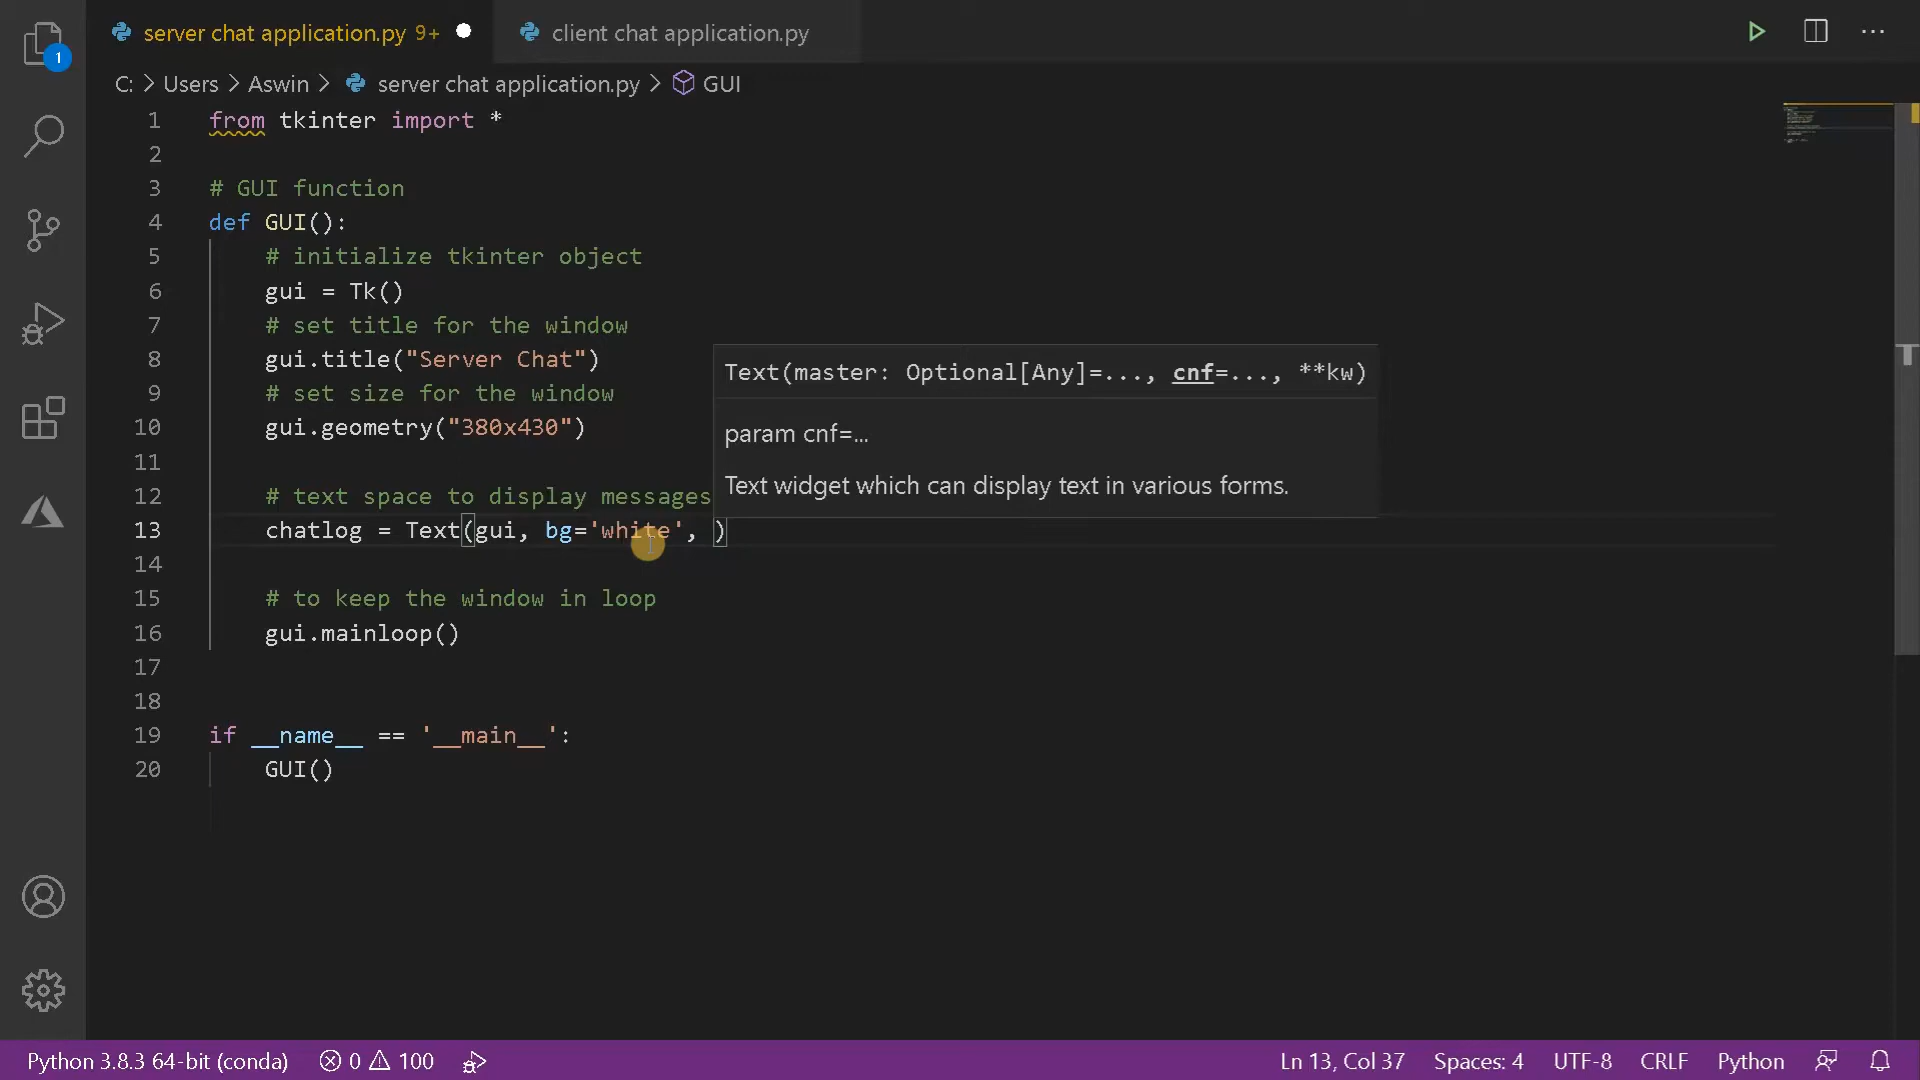 server chat application.py 9+
client chat application.py
1
C: > Users > Aswin > server chat application.py > GUI
1 from tkinter import *
2
3 # GUI function
4 def GUI():
5 # initialize tkinter object
6 gui = Tk()
7 # set title for the window
8 gui.title("Server Chat")
9 # set size for the window
10 gui.geometry("380x430")
11
12 # text space to display messages
13 chatlog = Text(gui, bg='white', )
14
15 # to keep the window in loop
16 gui.mainloop()
17
18
19 if __name__ == '__main__':
20 GUI()
Text(master: Optional[Any]=..., cnf=..., **kw)
param cnf=...
Text widget which can display text in various forms.
Python 3.8.3 64-bit (conda) 0 100 Ln 13, Col 37 Spaces: 4 UTF-8 CRLF Python